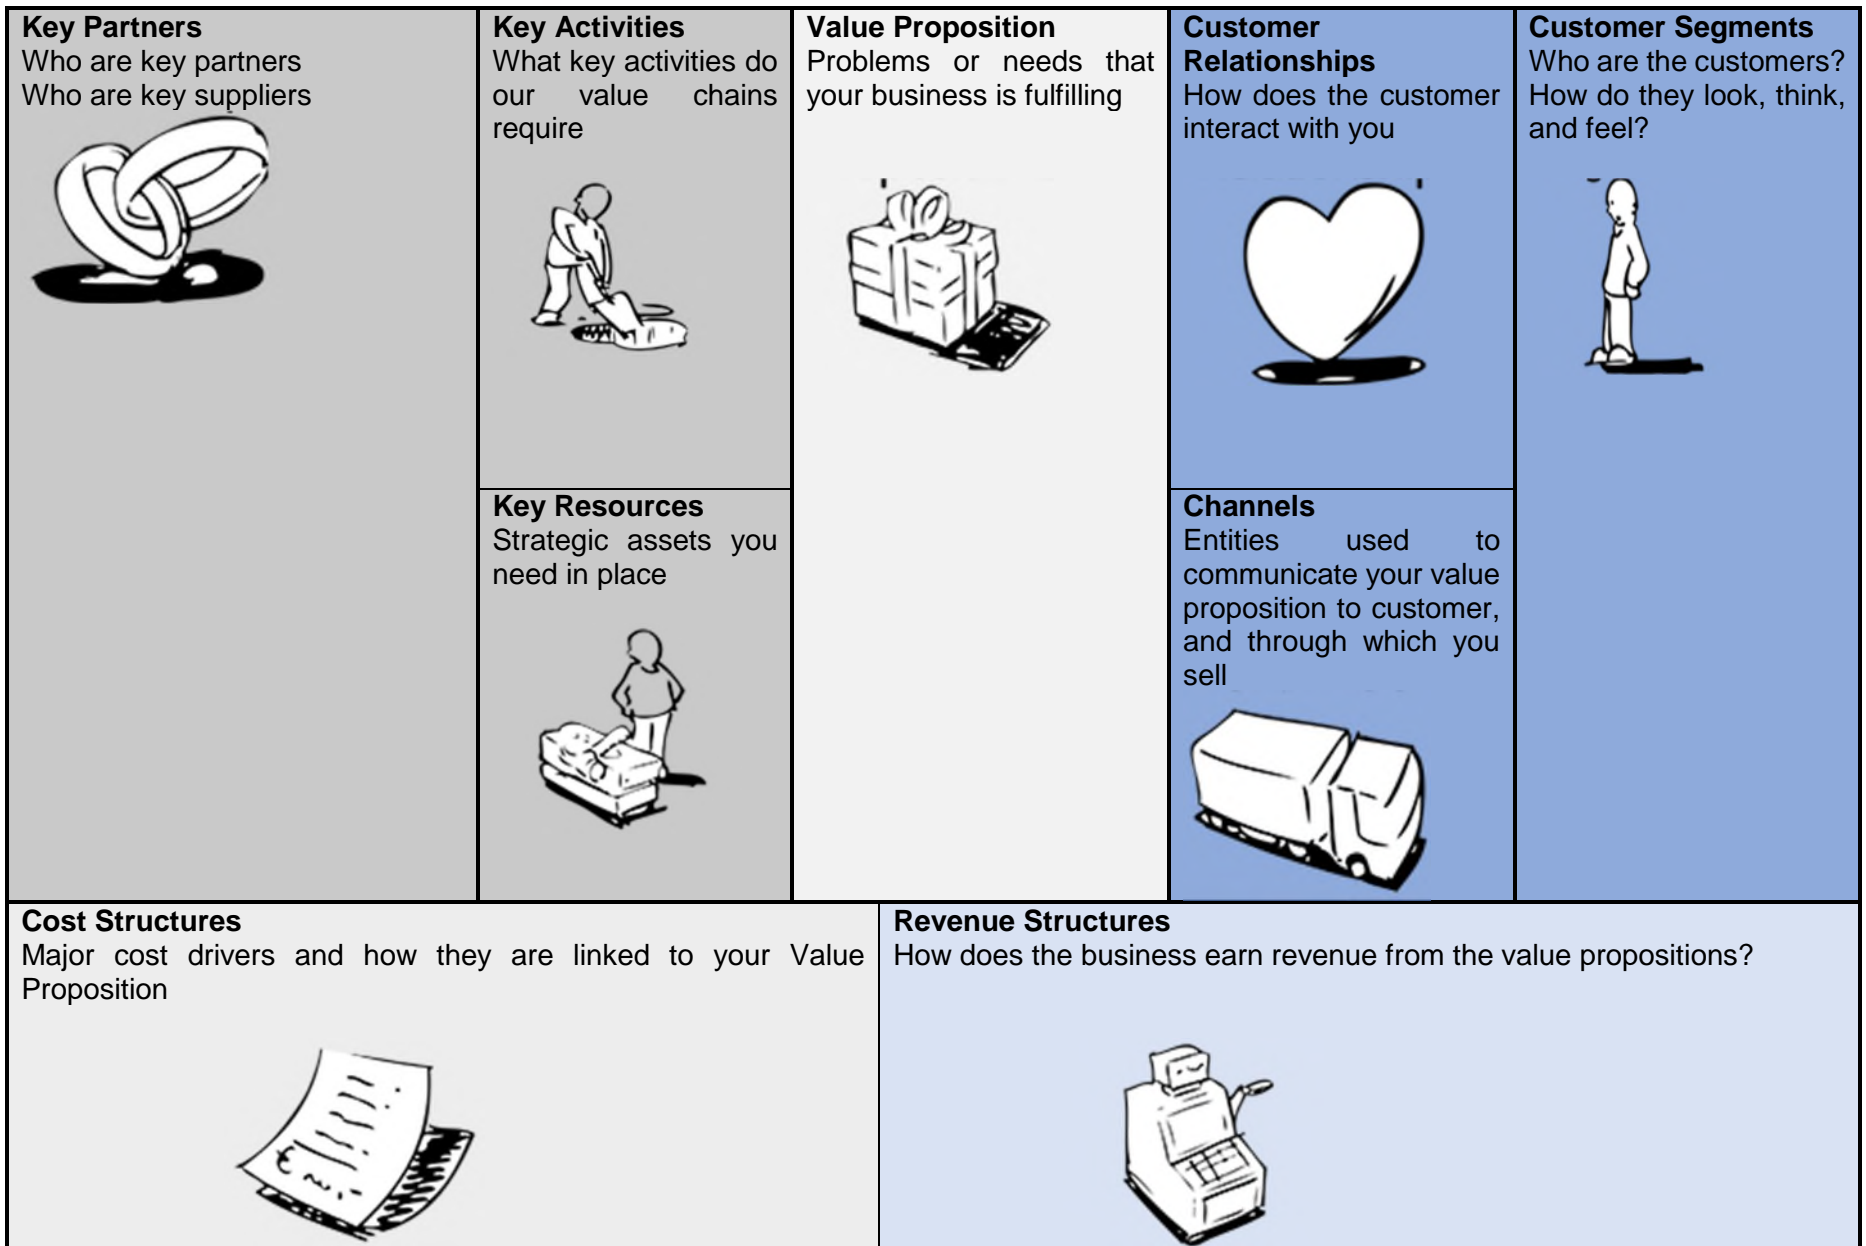 Key Partners
Who are key partners
Who are key suppliers
Key Activities
What key activities do
our value chains
require
Value Proposition
Problems or needs that
your business is fulfilling
Customer
Relationships
How does the customer
interact with you
Customer Segments
Who are the customers?
How do they look, think,
and feel?
Key Resources
Strategic assets you
need in place
Channels
Entities used to
communicate your value
proposition to customer,
and through which you
sell
Cost Structures
Major cost drivers and how they are linked to your Value
Proposition
Revenue Structures
How does the business earn revenue from the value propositions?
€